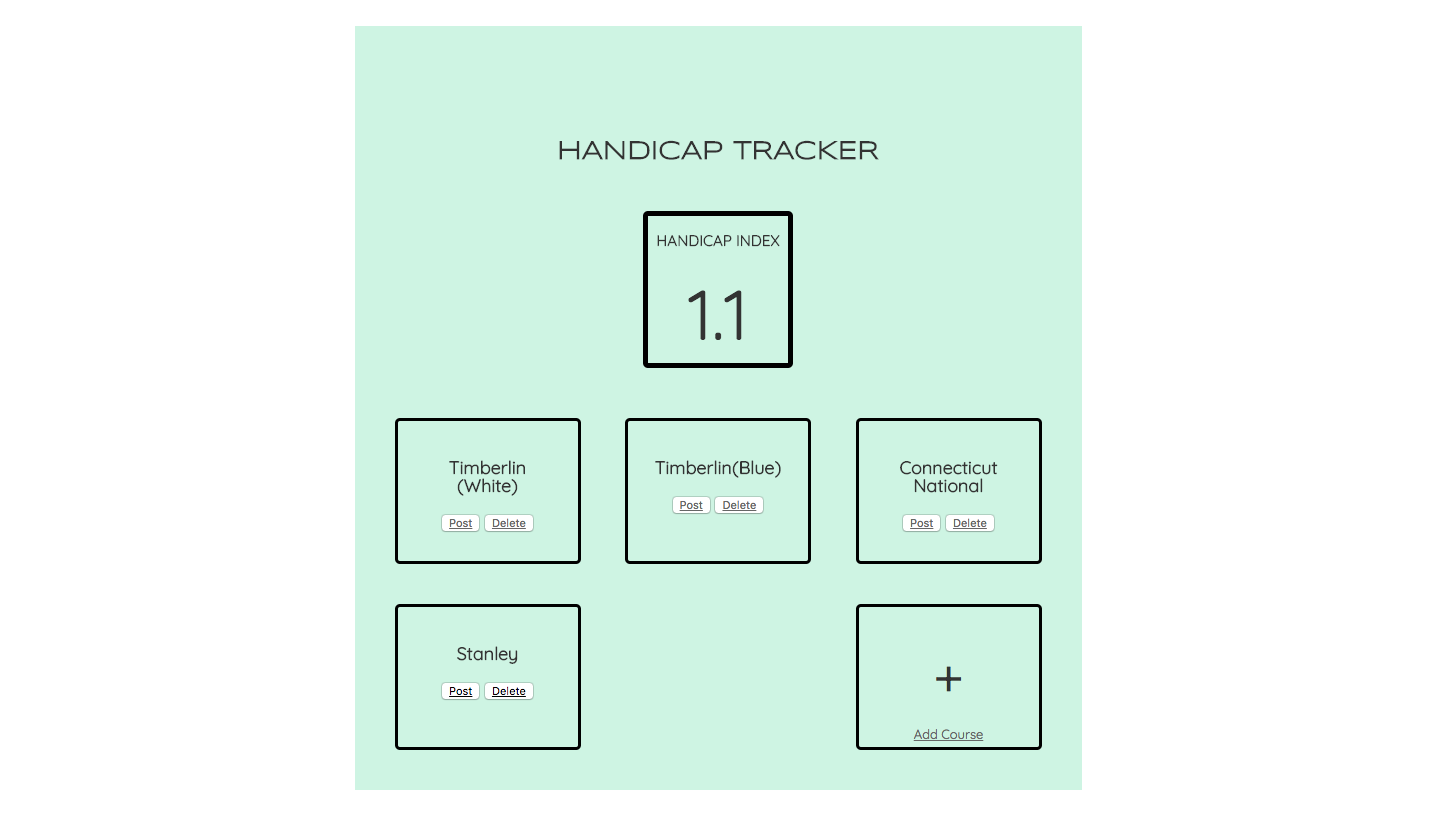 HANDICAP TRACKER
HANDICAP INDEX
1.1
Timberlin
(White)
Post Delete
Timberlin(Blue)
Post Delete
Connecticut
National
Post Delete
Stanley
Post Delete
+
Add Course